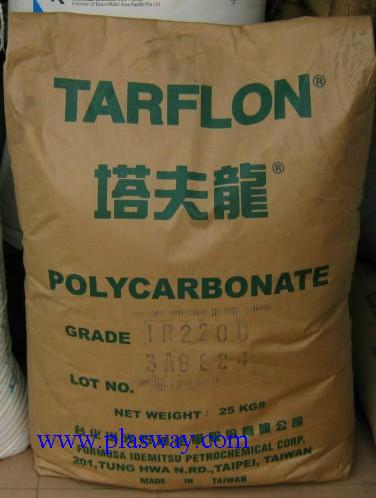 TARFLON®
塔夫龍®
POLYCARBONATE
GRADE IR2200
3A8824
LOT NO.
NET WEIGHT : 25 KGS
www.plasway.com
FORMOSA IDEMITSU PETROCHEMICAL CORP.
201, TUNG HWA N.RD., TAIPEI, TAIWAN
MADE IN TAIWAN